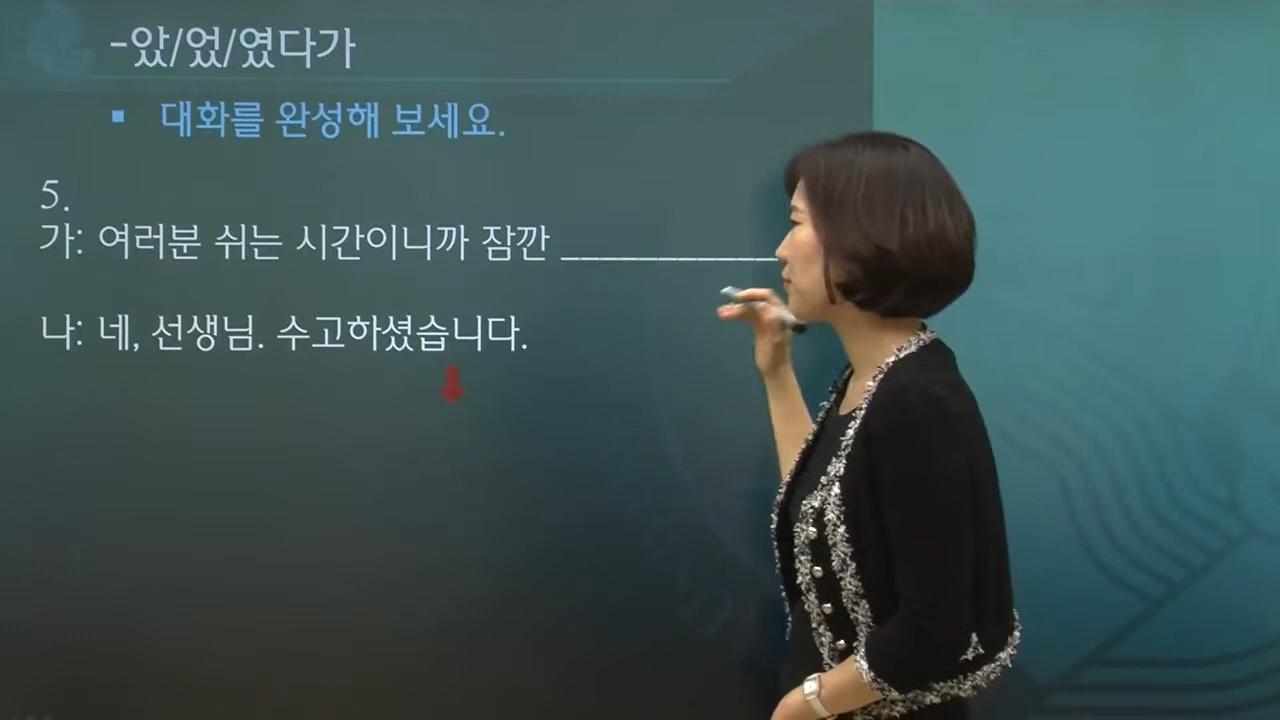 -았/었/였다가
▪ 대화를 완성해 보세요.
5.
가: 여러분 쉬는 시간이니까 잠깐 ____________
나: 네, 선생님. 수고하셨습니다.